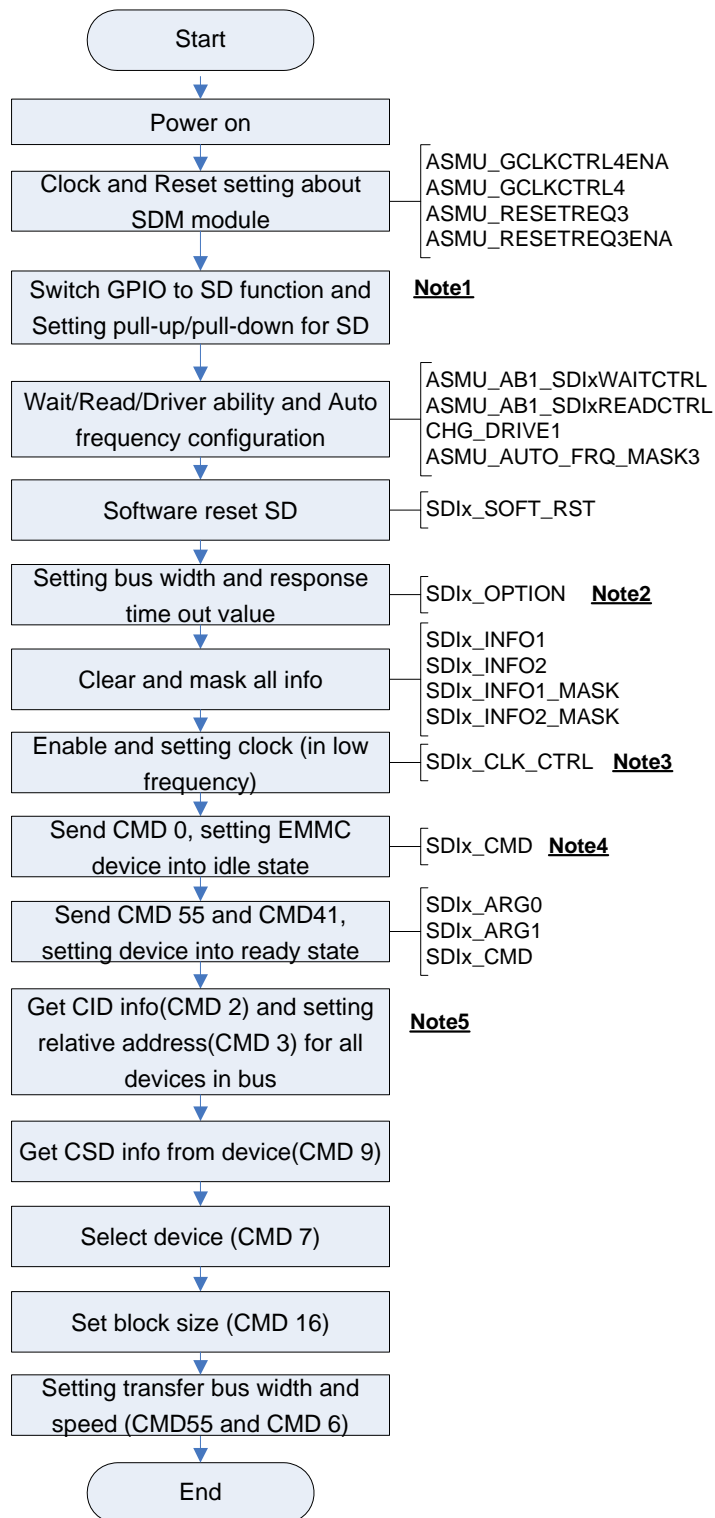 Start
Power on
Clock and Reset setting about
SDM module
ASMU_GCLKCTRL4ENA
ASMU_GCLKCTRL4
ASMU_RESETREQ3
ASMU_RESETREQ3ENA
Switch GPIO to SD function and
Setting pull-up/pull-down for SD
Note1
Wait/Read/Driver ability and Auto
frequency configuration
ASMU_AB1_SDIxWAITCTRL
ASMU_AB1_SDIxREADCTRL
CHG_DRIVE1
ASMU_AUTO_FRQ_MASK3
Software reset SD
SDIx_SOFT_RST
Setting bus width and response
time out value
SDIx_OPTION Note2
Clear and mask all info
SDIx_INFO1
SDIx_INFO2
SDIx_INFO1_MASK
SDIx_INFO2_MASK
Enable and setting clock (in low
frequency)
SDIx_CLK_CTRL Note3
Send CMD 0, setting EMMC
device into idle state
SDIx_CMD Note4
Send CMD 55 and CMD41,
setting device into ready state
SDIx_ARG0
SDIx_ARG1
SDIx_CMD
Get CID info(CMD 2) and setting
relative address(CMD 3) for all
devices in bus
Note5
Get CSD info from device(CMD 9)
Select device (CMD 7)
Set block size (CMD 16)
Setting transfer bus width and
speed (CMD55 and CMD 6)
End